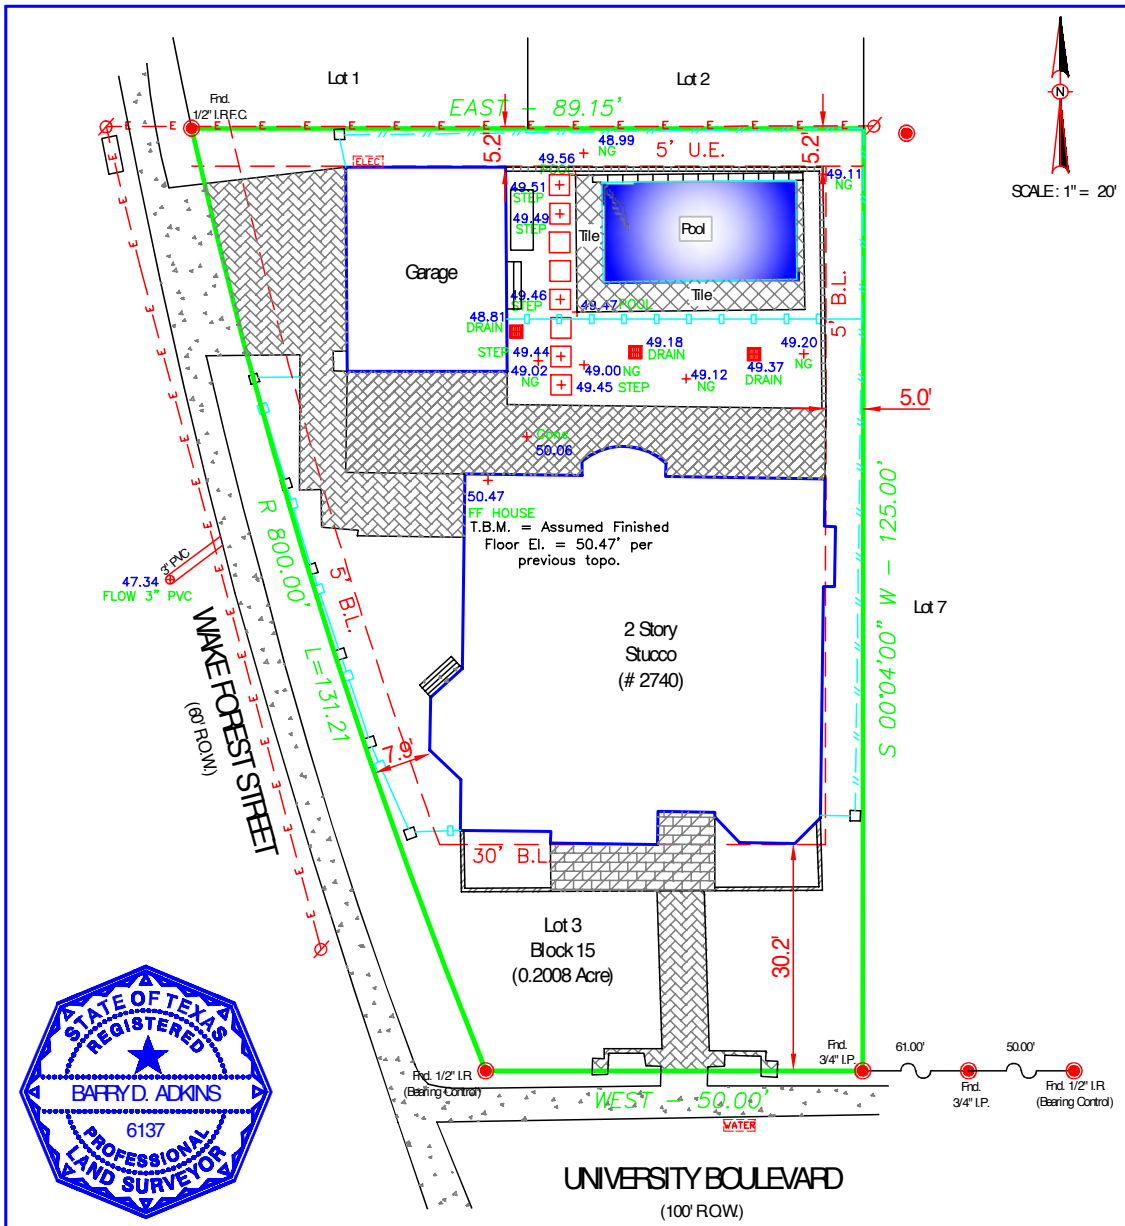 Lot 1
Lot 2
N
SCALE: 1" = 20'
Fnd.
1/2" I.R.F.C.
EAST - 89.15'
E E E E E E E E E E E E E E E E
5.2'
5' U.E.
5.2'
ELEC
48.99
NG
49.56
POOL
49.11
NG
49.51
STEP
49.49
STEP
Tile
Pool
Garage
Tile
49.46
STEP
49.47 POOL
5' B.L.
48.81
DRAIN
49.18
DRAIN
49.20
NG
STEP 49.44
49.02
NG
49.00 NG
49.45 STEP
49.12
NG
49.37
DRAIN
5.0'
Conc
50.06
50.47
FF HOUSE
T.B.M. = Assumed Finished
Floor El. = 50.47' per
previous topo.
R 800.00'
L=131.21
5' B.L.
S 00°04'00" W - 125.00'
3" PVC
47.34
FLOW 3" PVC
E E E E E E E E E E
Lot 7
2 Story
Stucco
(# 2740)
WAKE FOREST STREET
(60' R.O.W.)
7.9'
30' B.L.
Lot 3
Block 15
(0.2008 Acre)
30.2'
STATE OF TEXAS
REGISTERED
BARRY D. ADKINS
6137
PROFESSIONAL
LAND SURVEYOR
Fnd. 1/2" I.R.
(Bearing Control)
Fnd.
3/4" I.P.
61.00'
50.00'
Fnd.
3/4" I.P.
Fnd. 1/2" I.R.
(Bearing Control)
WEST - 50.00'
WATER
UNIVERSITY BOULEVARD
(100' R.O.W.)